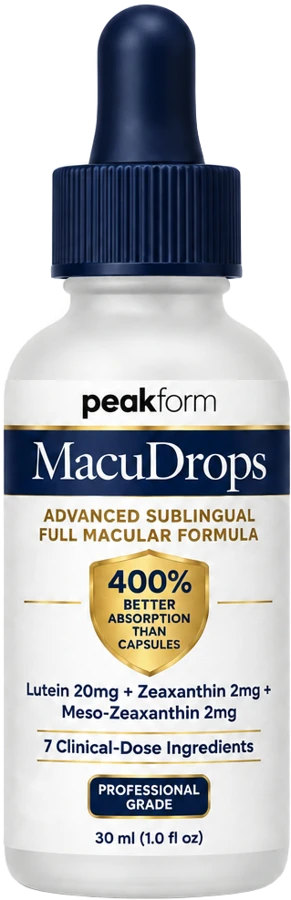 peakform
MacuDrops
ADVANCED SUBLINGUAL
FULL MACULAR FORMULA
400%
BETTER
ABSORPTION
THAN
CAPSULES
Lutein 20mg + Zeaxanthin 2mg +
Meso-Zeaxanthin 2mg
7 Clinical-Dose Ingredients
PROFESSIONAL
GRADE
30 ml (1.0 fl oz)